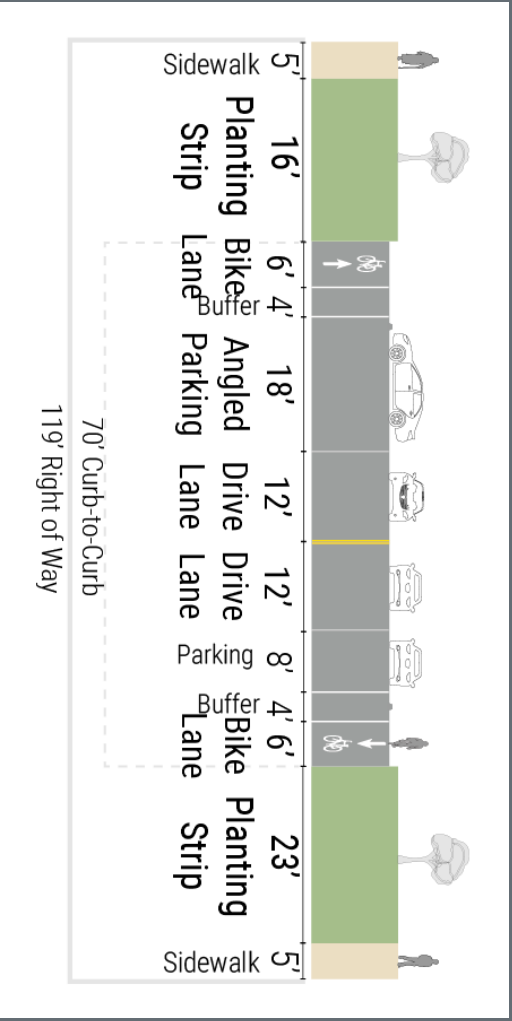 5’
Sidewalk
16’
Planting
Strip
6’
Bike
Lane
4’
Buffer
18’
Angled
Parking
12’
Drive
Lane
12’
Drive
Lane
8’
Parking
4’
Buffer
6’
Bike
Lane
23’
Planting
Strip
5’
Sidewalk
70’ Curb-to-Curb
119’ Right of Way